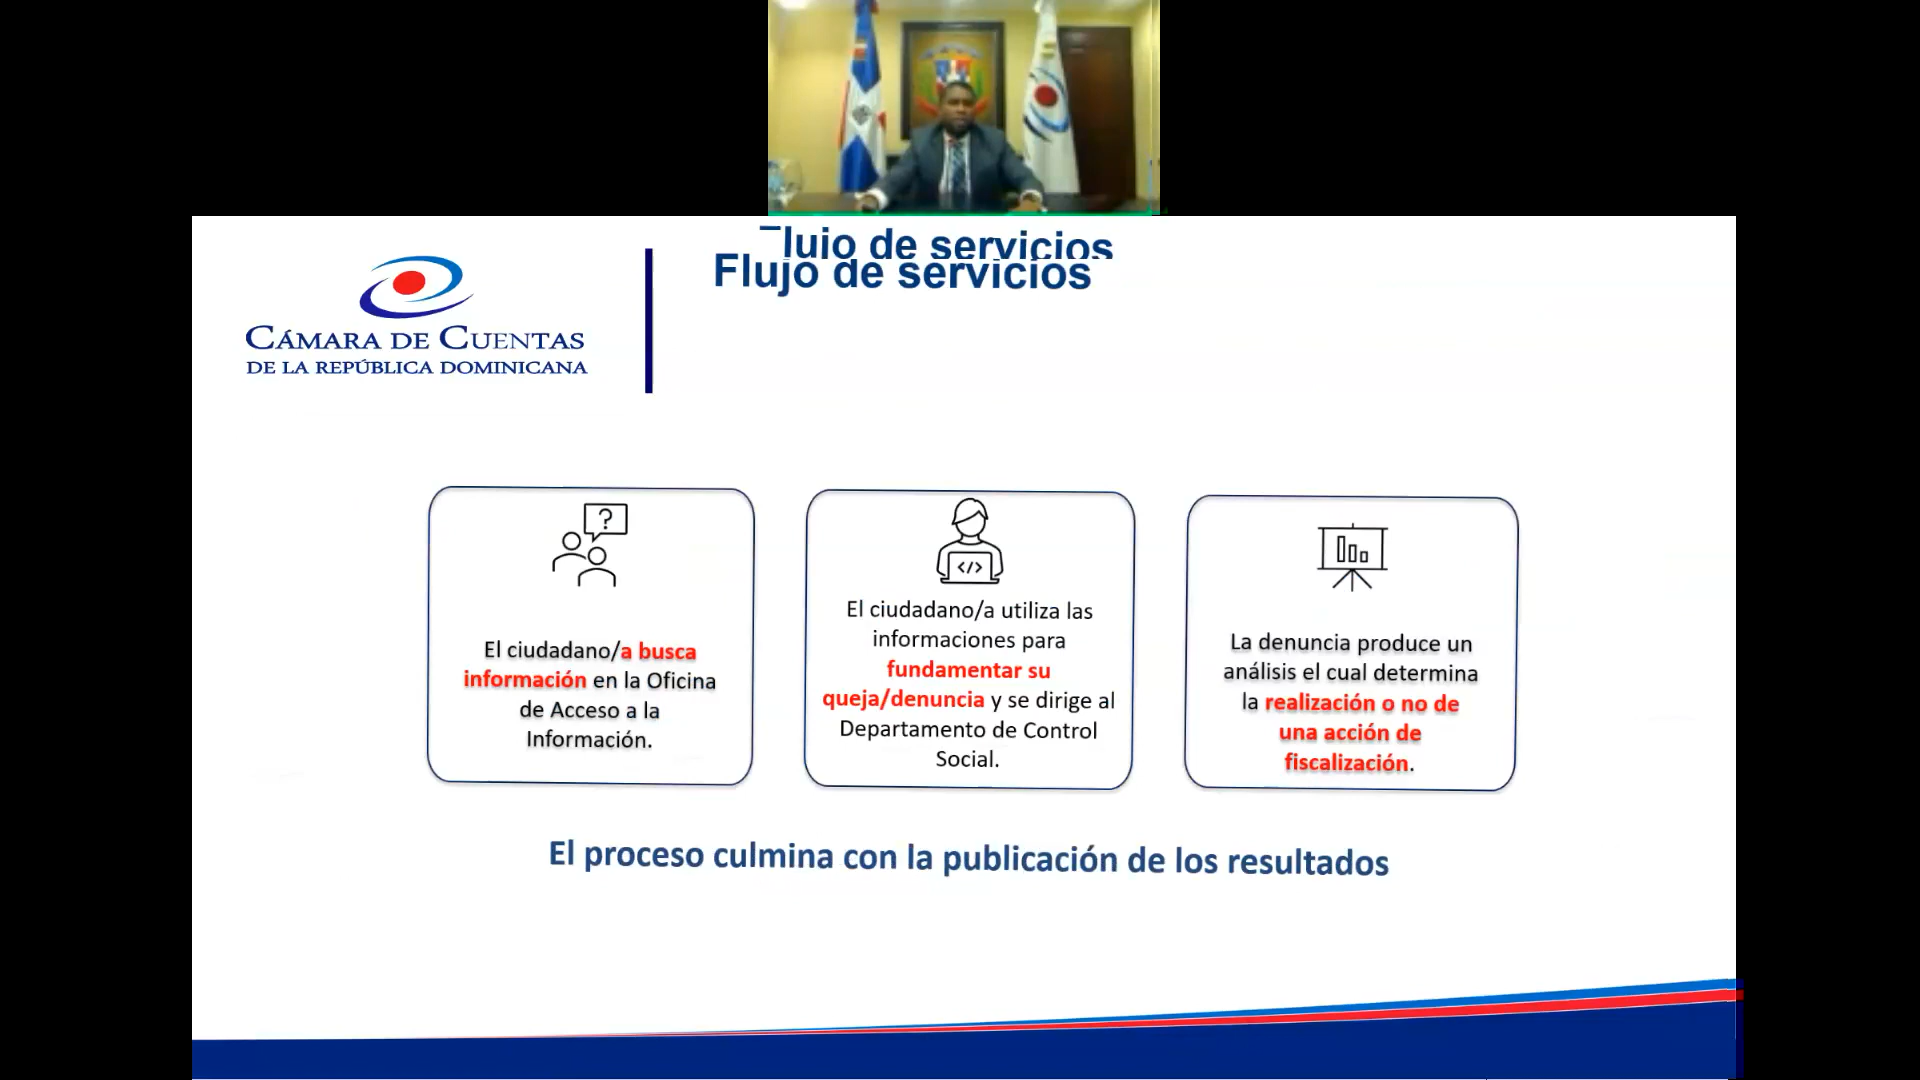 Flujo de servicios
Flujo de servicios
CÁMARA DE CUENTAS
DE LA REPÚBLICA DOMINICANA
?
El ciudadano/a busca
información en la Oficina
de Acceso a la
Información.
</>
El ciudadano/a utiliza las
informaciones para
fundamentar su
queja/denuncia y se dirige al
Departamento de Control
Social.
La denuncia produce un
análisis el cual determina
la realización o no de
una acción de
fiscalización.
El proceso culmina con la publicación de los resultados